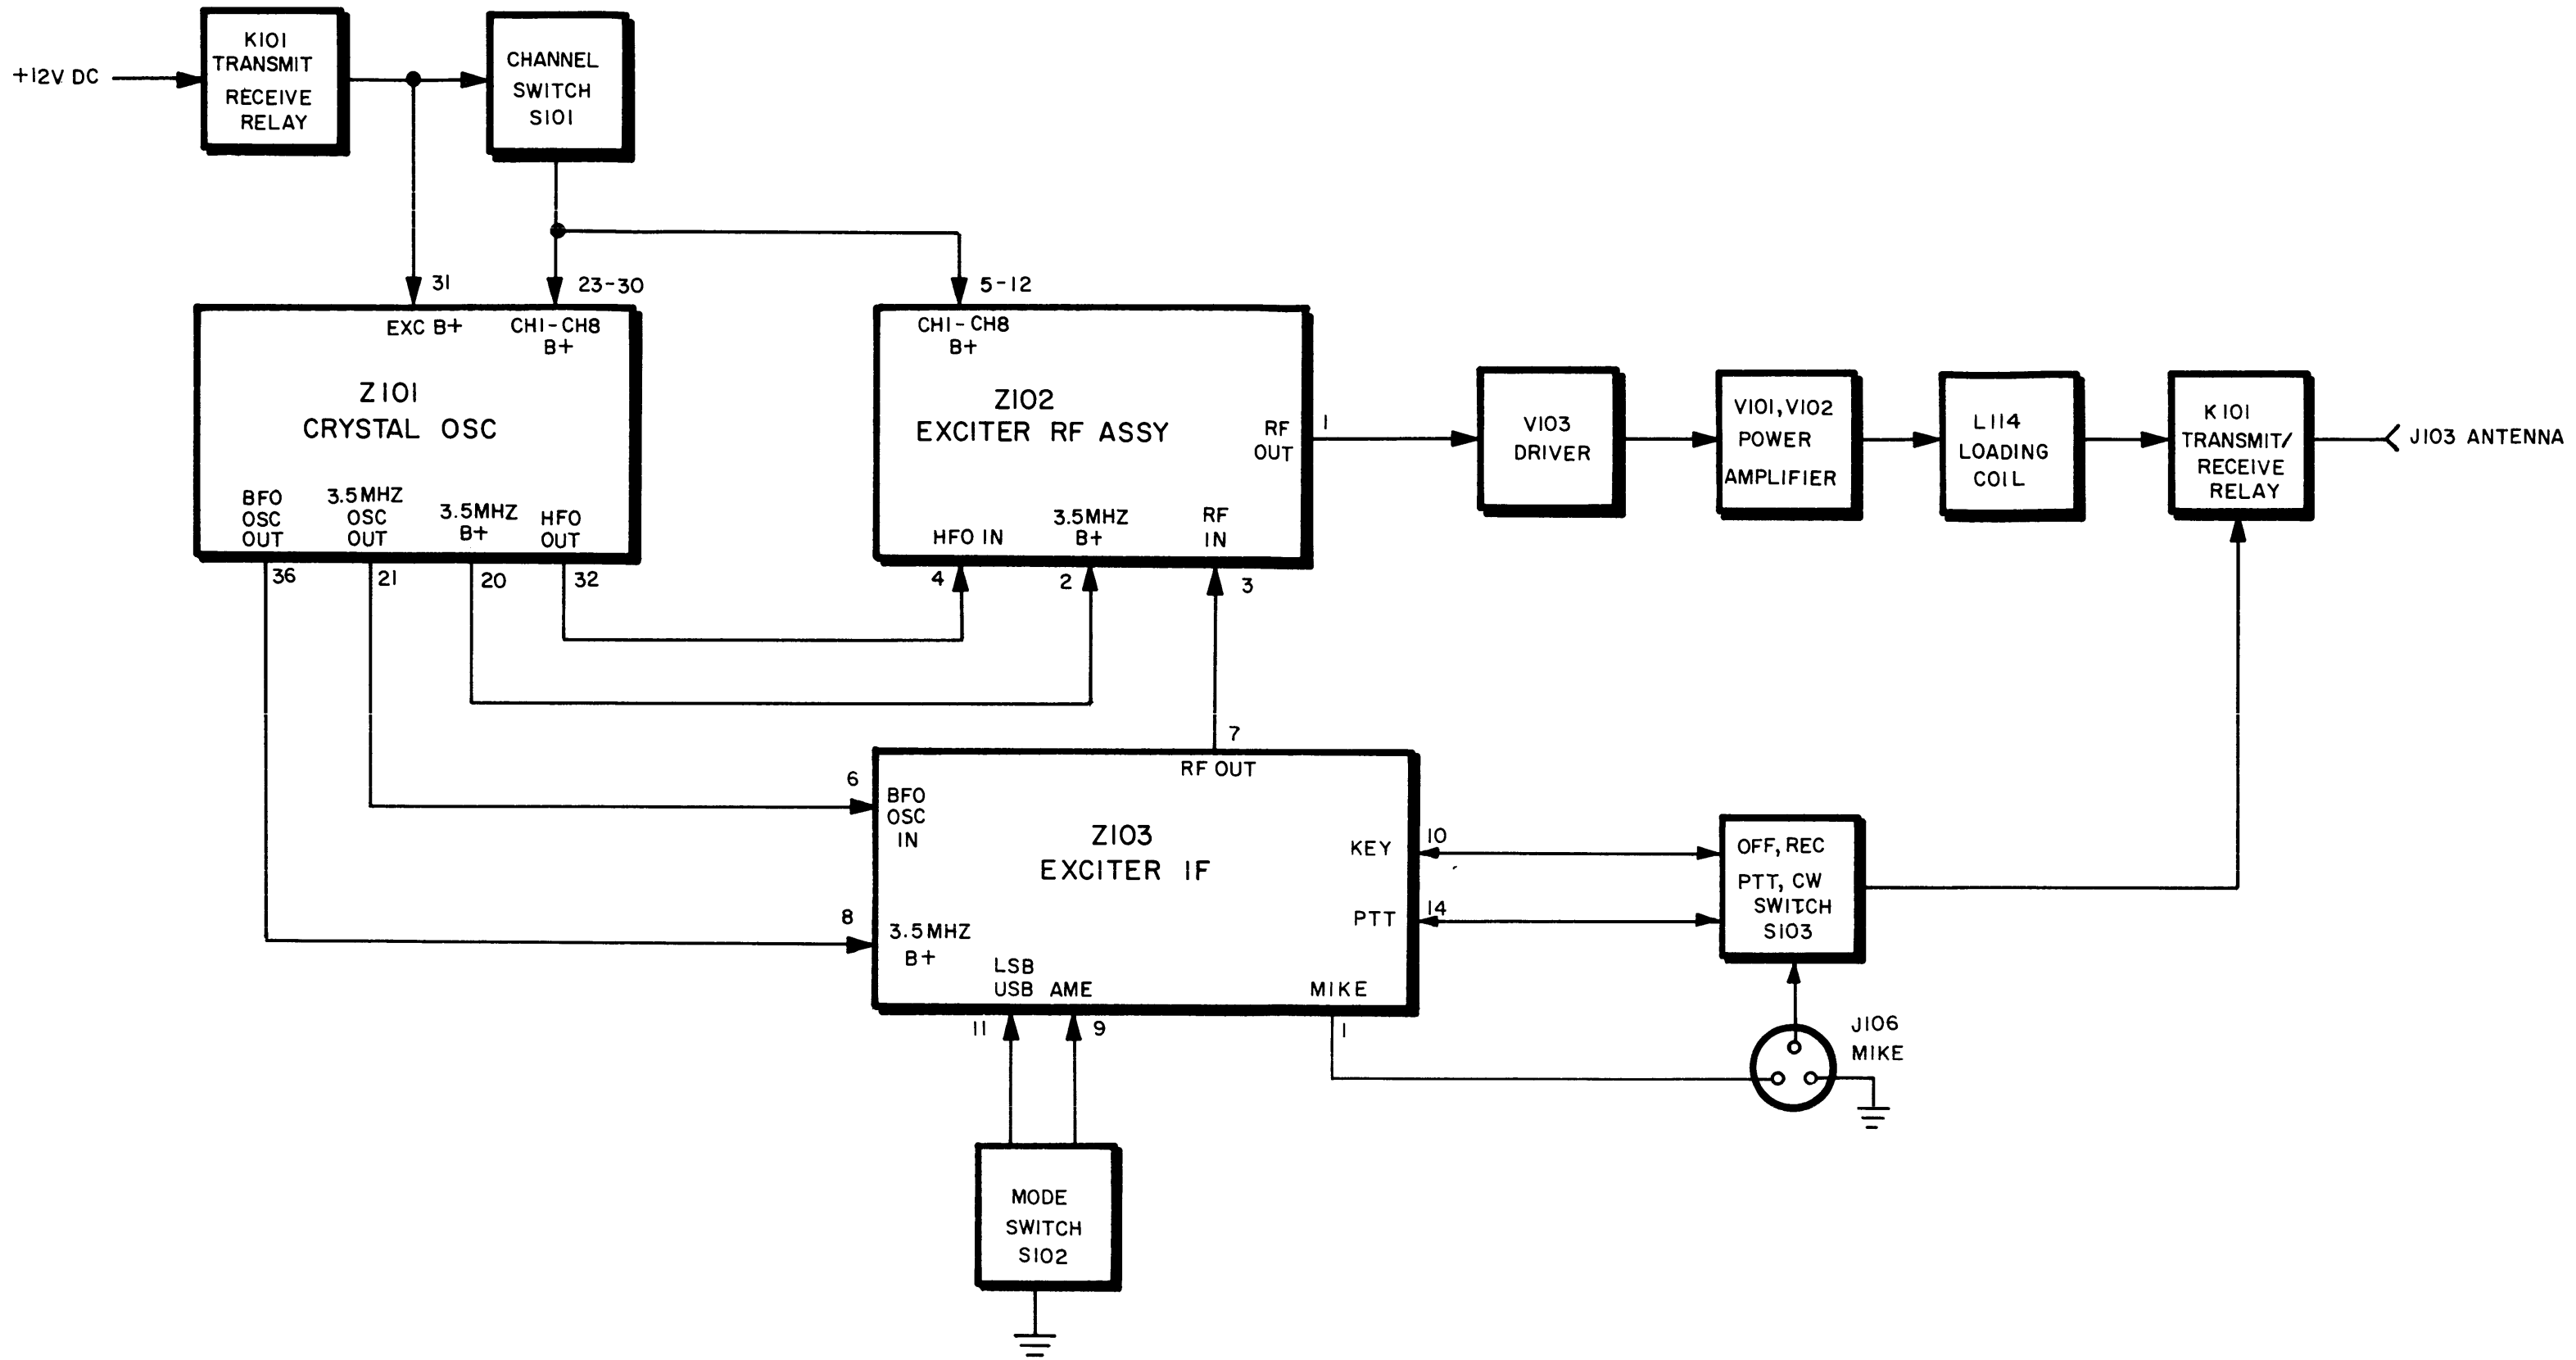 +12V DC
K101
TRANSMIT
RECEIVE
RELAY
CHANNEL
SWITCH
S101
31
23-30
5-12
EXC B+
CH1-CH8
B+
Z101
CRYSTAL OSC
BFO
OSC
OUT
3.5MHZ
OSC
OUT
3.5MHZ
B+
HFO
OUT
36
21
20
32
CH1-CH8
B+
Z102
EXCITER RF ASSY
RF
OUT
1
HFO IN
3.5MHZ
B+
RF
IN
4
2
3
V103
DRIVER
V101, V102
POWER
AMPLIFIER
L114
LOADING
COIL
K101
TRANSMIT/
RECEIVE
RELAY
J103 ANTENNA
7
RF OUT
6
BFO
OSC
IN
Z103
EXCITER IF
KEY
10
PTT
14
8
3.5MHZ
B+
LSB
USB
AME
MIKE
11
9
1
OFF, REC
PTT, CW
SWITCH
S103
J106
MIKE
MODE
SWITCH
S102